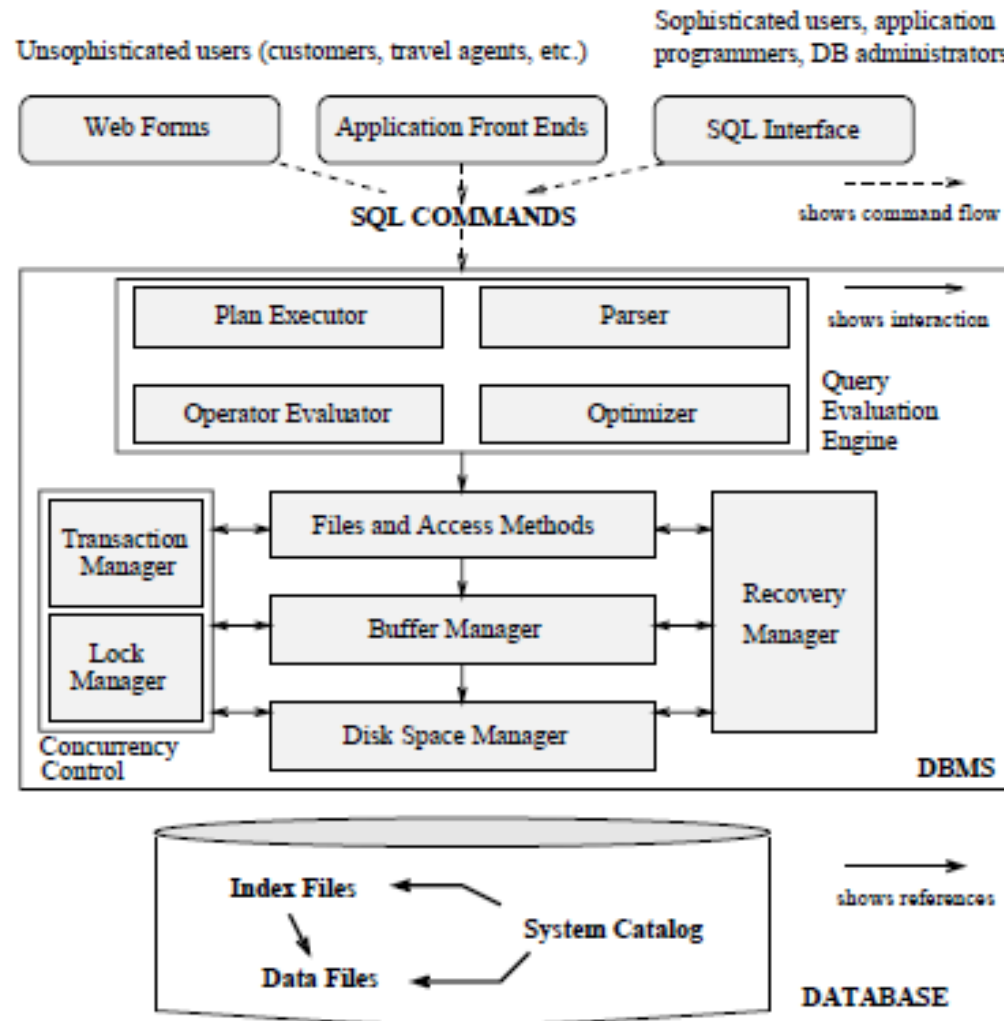 Sophisticated users, application
Unsophisticated users (customers, travel agents, etc.)
programmers, DB administrators
Web Forms
Application Front Ends
SQL Interface
SQL COMMANDS
shows command flow
Plan Executor
Parser
shows interaction
Operator Evaluator
Optimizer
Query
Evaluation
Engine
Files and Access Methods
Transaction
Manager
Recovery
Manager
Buffer Manager
Lock
Manager
Disk Space Manager
Concurrency
Control
DBMS
Index Files
shows references
System Catalog
Data Files
DATABASE